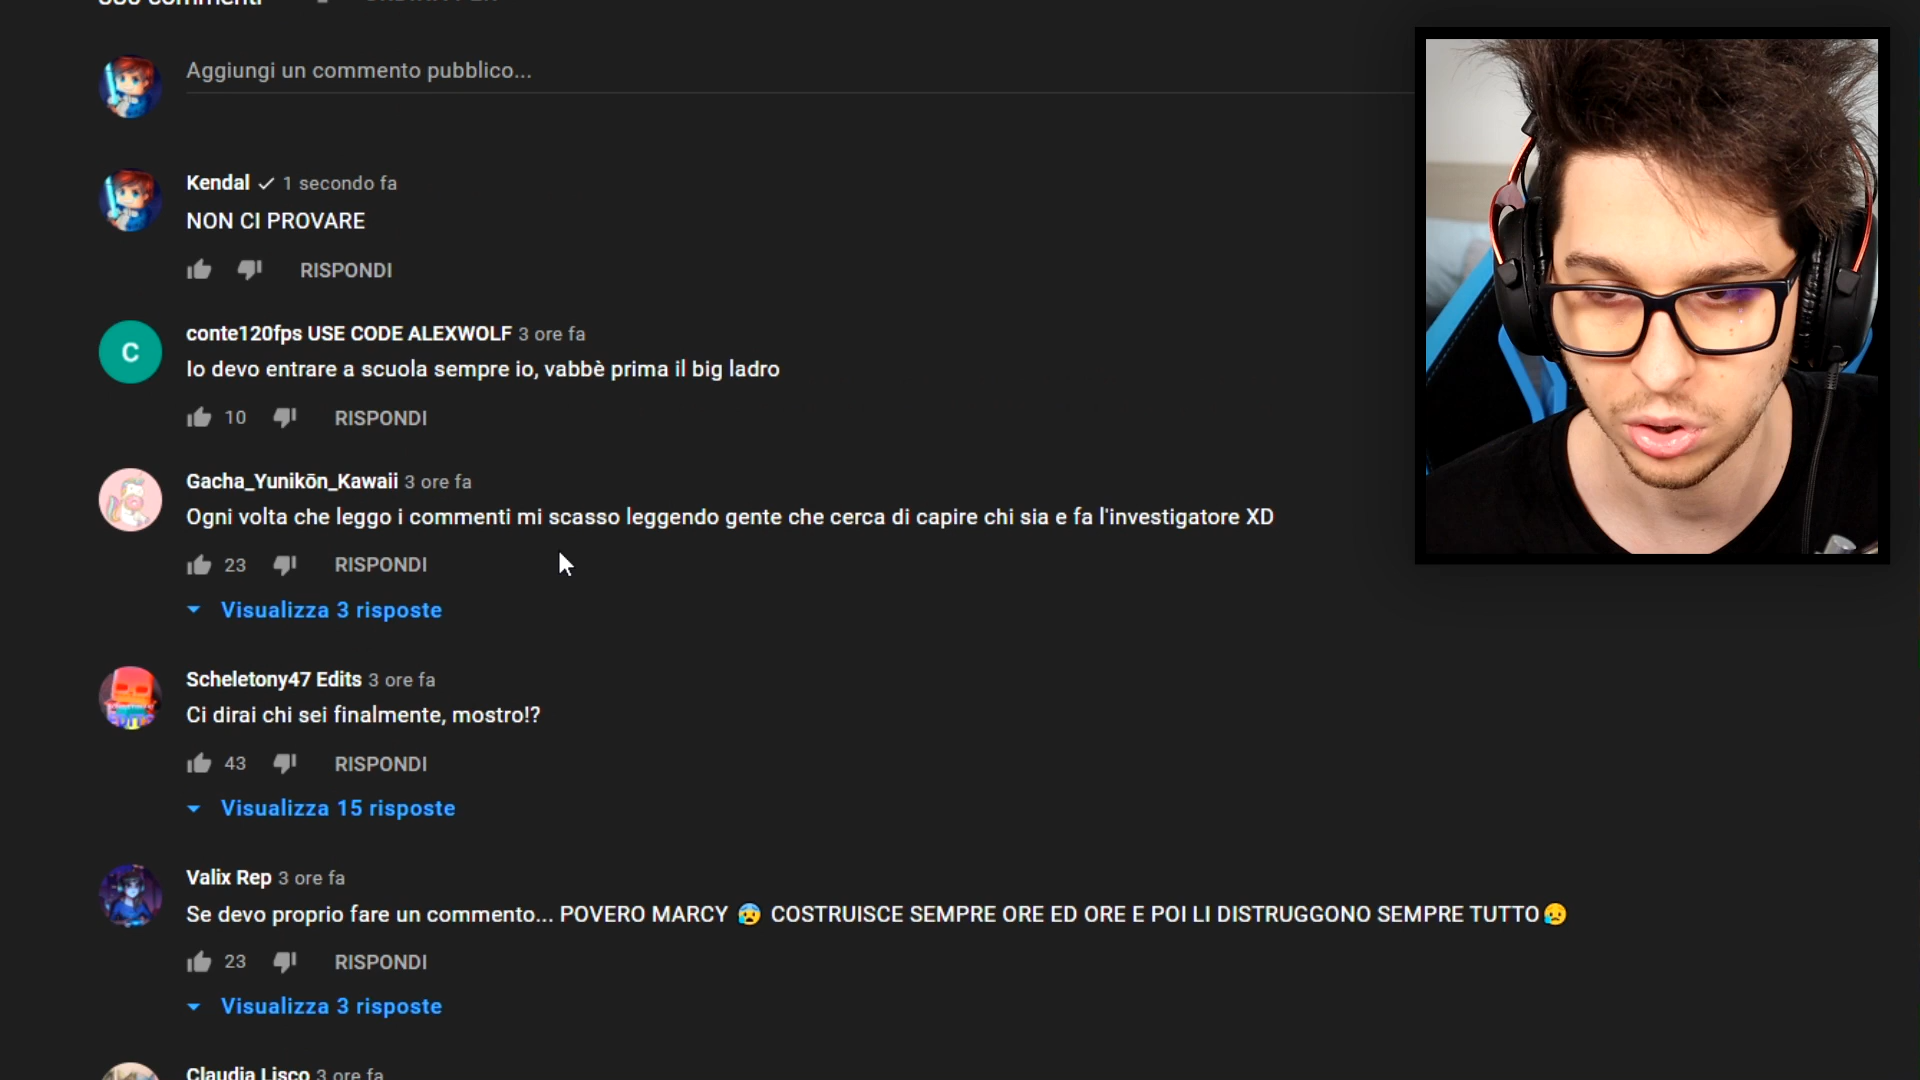 commenti
Aggiungi un commento pubblico...
Kendal 1 secondo fa
NON CI PROVARE
RISPONDI
C
conte120fps USE CODE ALEXWOLF 3 ore fa
Io devo entrare a scuola sempre io, vabbè prima il big ladro
10 RISPONDI
Gacha_Yunikōn_Kawaii 3 ore fa
Ogni volta che leggo i commenti mi scasso leggendo gente che cerca di capire chi sia e fa l'investigatore XD
23 RISPONDI
Visualizza 3 risposte
Scheletony47 Edits 3 ore fa
Ci dirai chi sei finalmente, mostro!?
43 RISPONDI
Visualizza 15 risposte
Valix Rep 3 ore fa
Se devo proprio fare un commento... POVERO MARCY 😰 COSTRUISCE SEMPRE ORE ED ORE E POI LI DISTRUGGONO SEMPRE TUTTO😥
23 RISPONDI
Visualizza 3 risposte
Claudia Lisco 3 ore fa